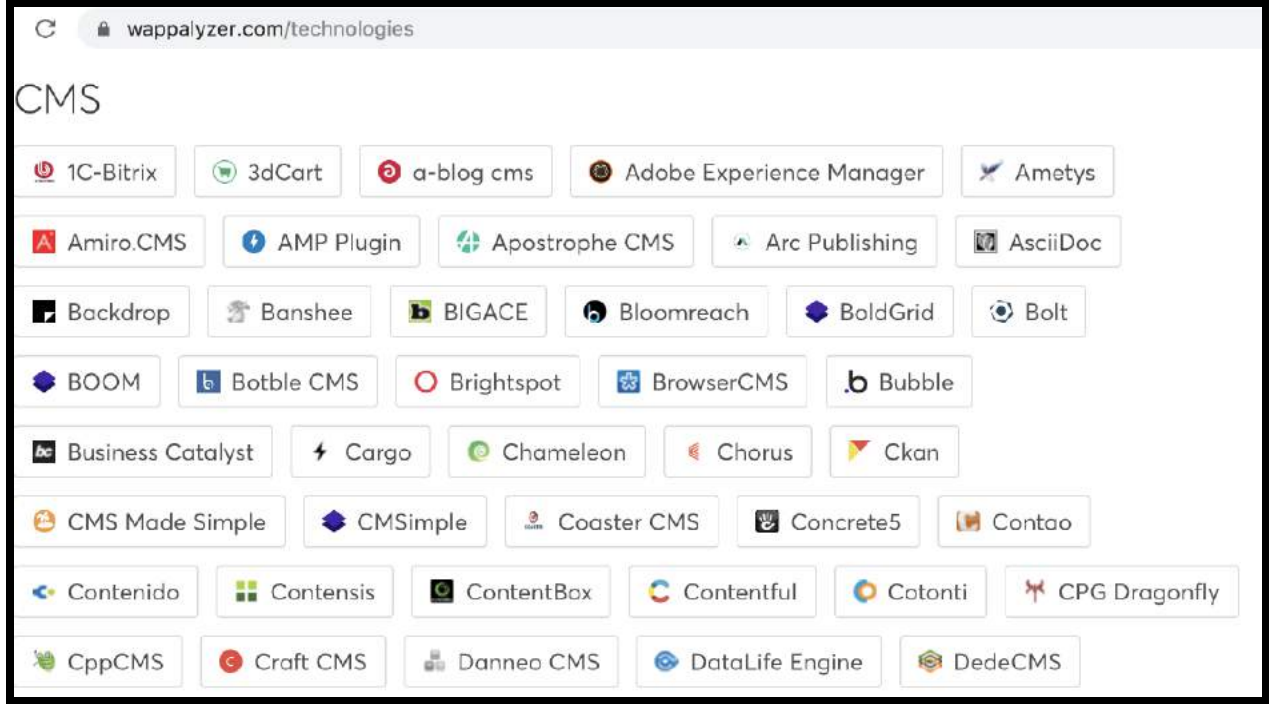 wappalyzer.com/technologies
CMS
1C-Bitrix 3dCart a-blog cms Adobe Experience Manager Ametys
Amiro.CMS AMP Plugin Apostrophe CMS Arc Publishing AsciiDoc
Backdrop Banshee BIGACE Bloomreach BoldGrid Bolt
BOOM Botble CMS Brightspot BrowserCMS Bubble
Business Catalyst Cargo Chameleon Chorus Ckan
CMS Made Simple CMSimple Coaster CMS Concrete5 Contao
Contenido Contensis ContentBox Contentful Cotonti CPG Dragonfly
CppCMS Craft CMS Danneo CMS DataLife Engine DedeCMS